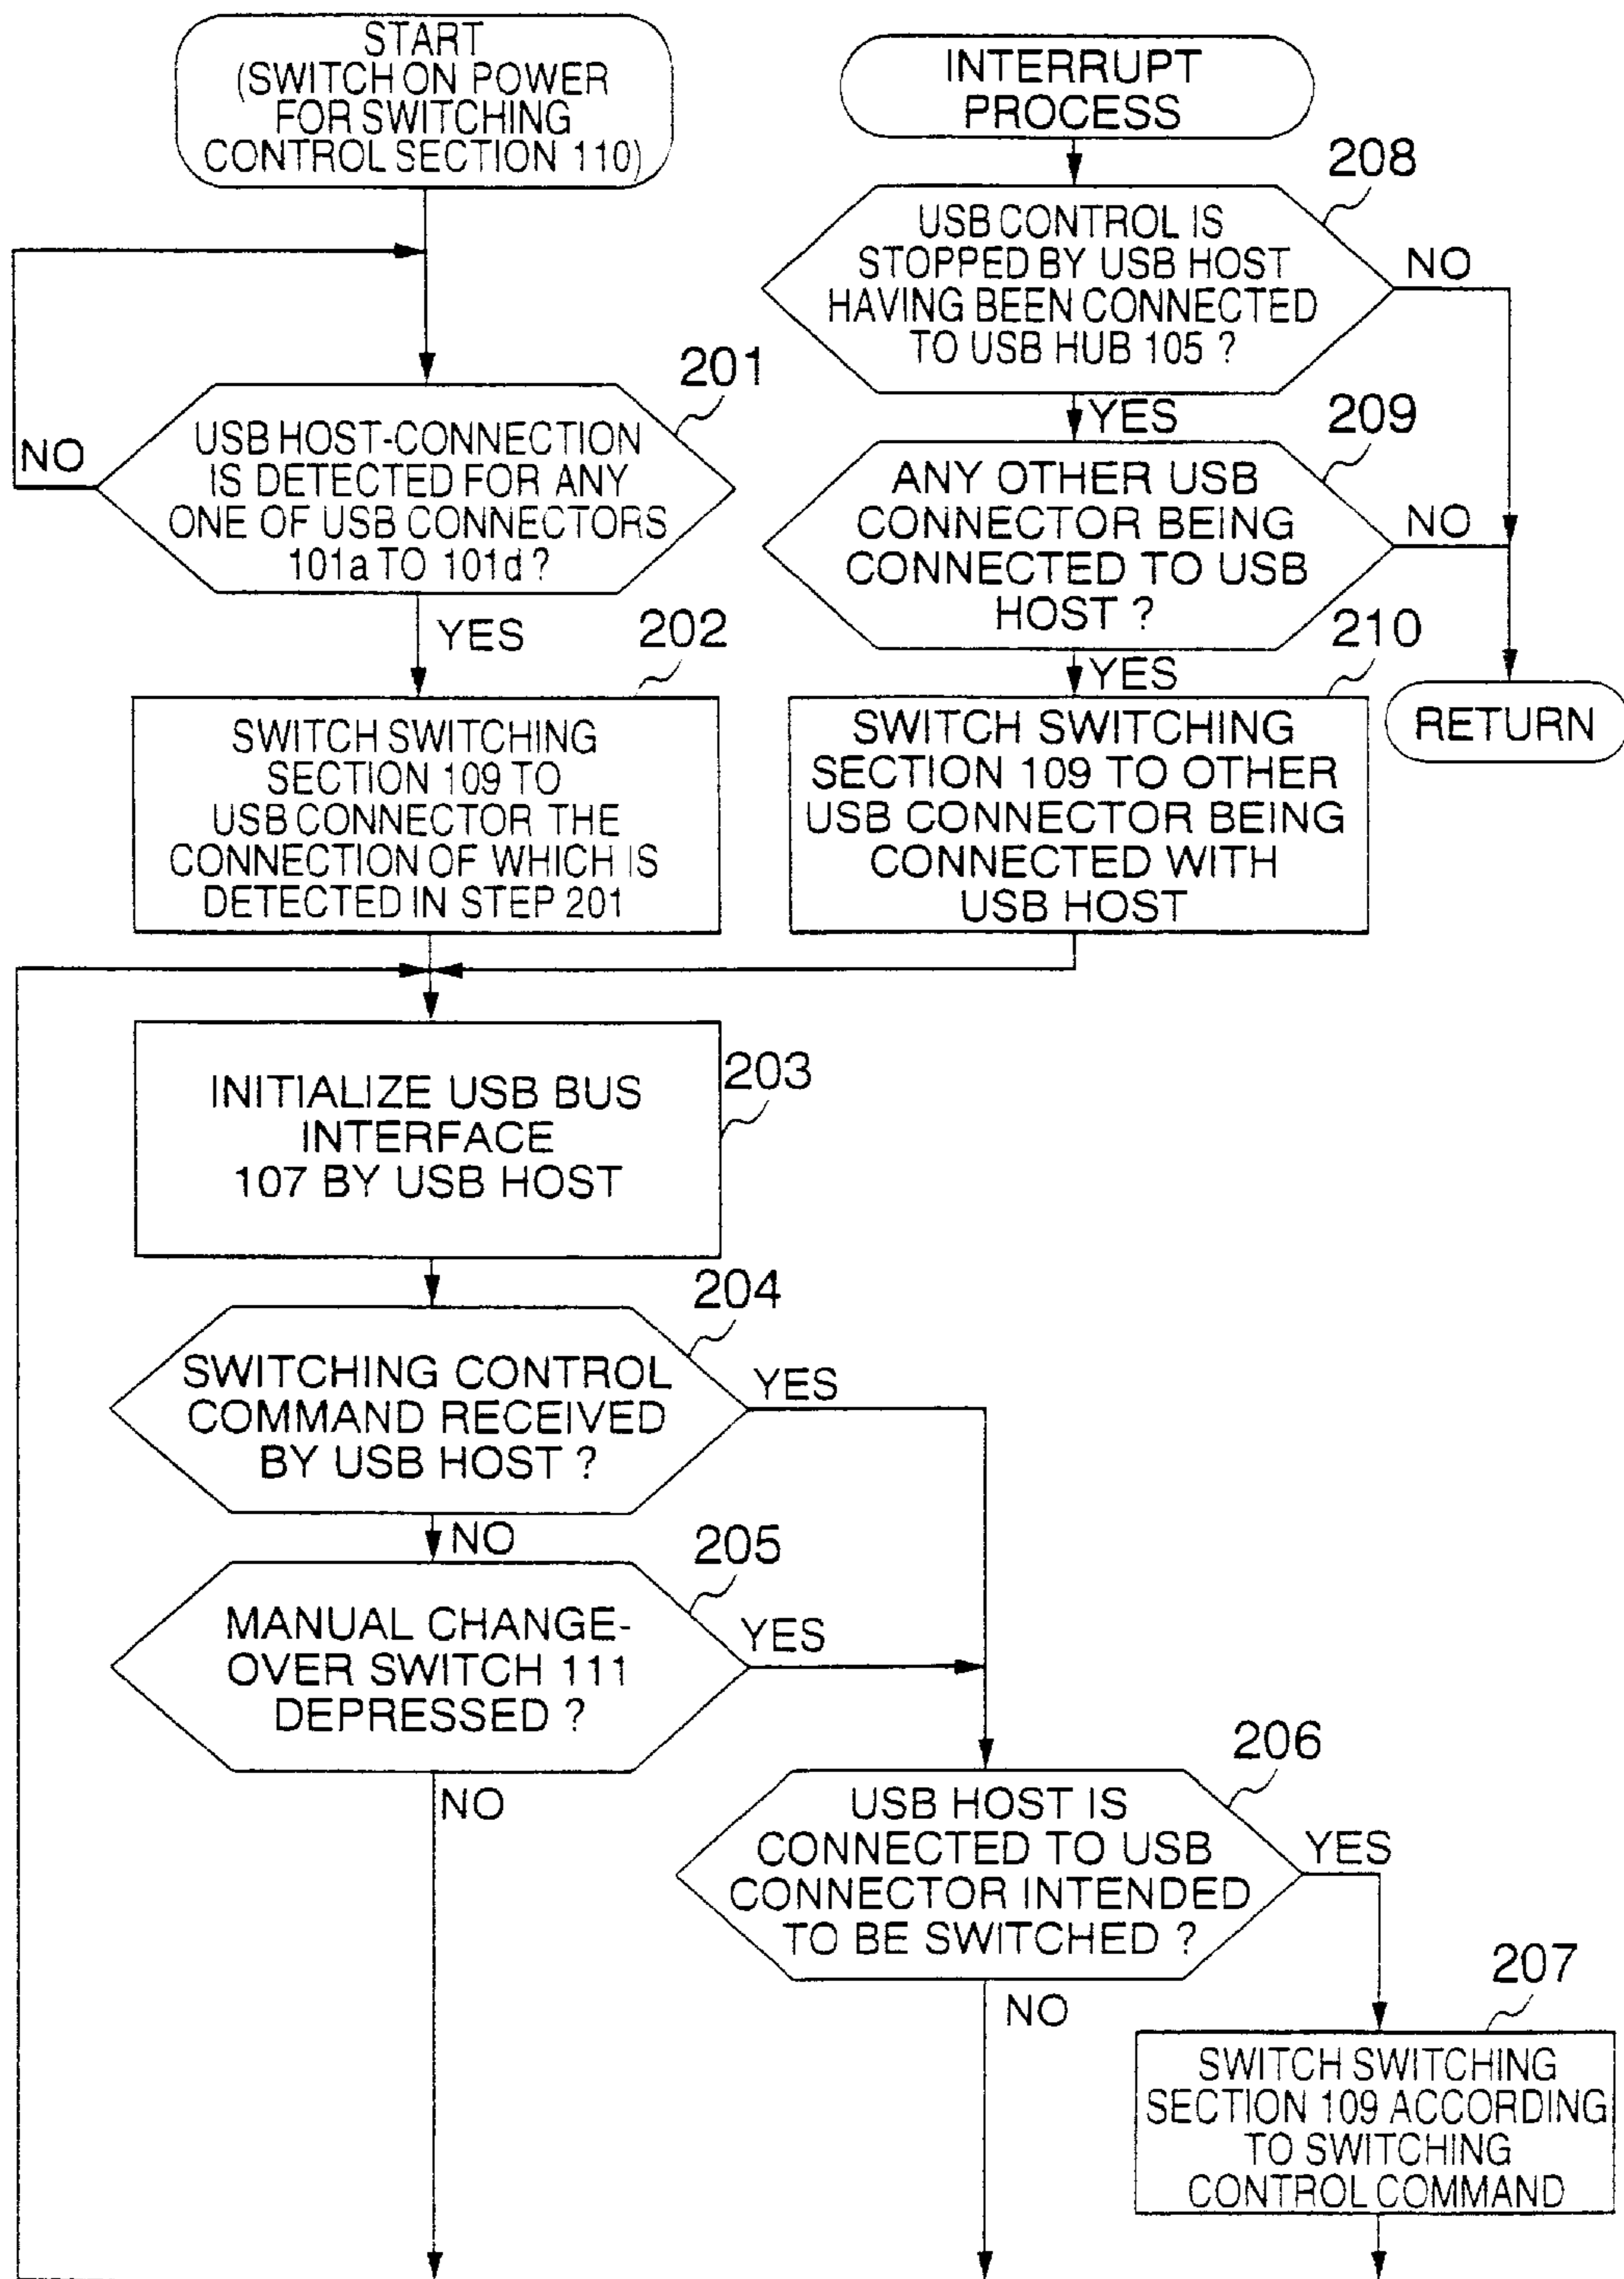 START
(SWITCH ON POWER
FOR SWITCHING
CONTROL SECTION 110)
201
NO
USB HOST-CONNECTION
IS DETECTED FOR ANY
ONE OF USB CONNECTORS
101a TO 101d ?
YES
202
SWITCH SWITCHING
SECTION 109 TO
USB CONNECTOR THE
CONNECTION OF WHICH IS
DETECTED IN STEP 201
INTERRUPT
PROCESS
208
USB CONTROL IS
STOPPED BY USB HOST
HAVING BEEN CONNECTED
TO USB HUB 105 ?
NO
YES
209
ANY OTHER USB
CONNECTOR BEING
CONNECTED TO USB
HOST ?
NO
YES
210
SWITCH SWITCHING
SECTION 109 TO OTHER
USB CONNECTOR BEING
CONNECTED WITH
USB HOST
RETURN
203
INITIALIZE USB BUS
INTERFACE
107 BY USB HOST
204
SWITCHING CONTROL
COMMAND RECEIVED
BY USB HOST ?
YES
NO
205
MANUAL CHANGE-
OVER SWITCH 111
DEPRESSED ?
YES
NO
206
USB HOST IS
CONNECTED TO USB
CONNECTOR INTENDED
TO BE SWITCHED ?
YES
NO
207
SWITCH SWITCHING
SECTION 109 ACCORDING
TO SWITCHING
CONTROL COMMAND